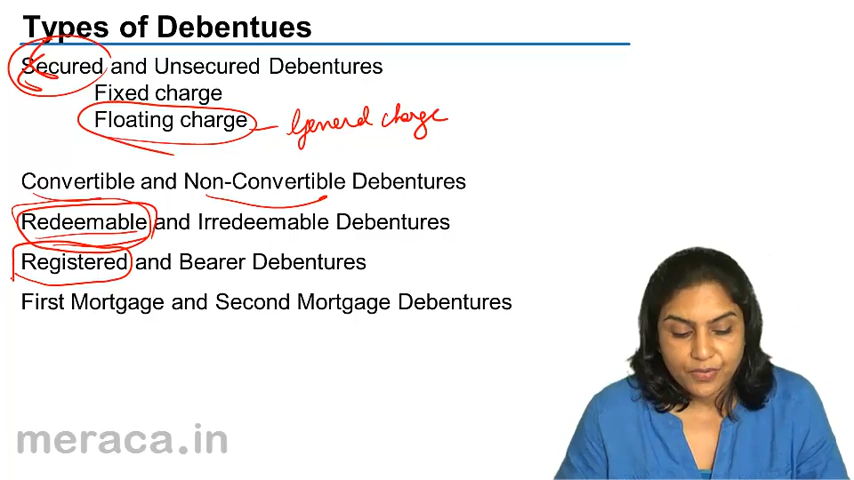 Types of Debentues
Secured and Unsecured Debentures
Fixed charge
Floating charge - General charge
Convertible and Non-Convertible Debentures
Redeemable and Irredeemable Debentures
Registered and Bearer Debentures
First Mortgage and Second Mortgage Debentures
meraca.in